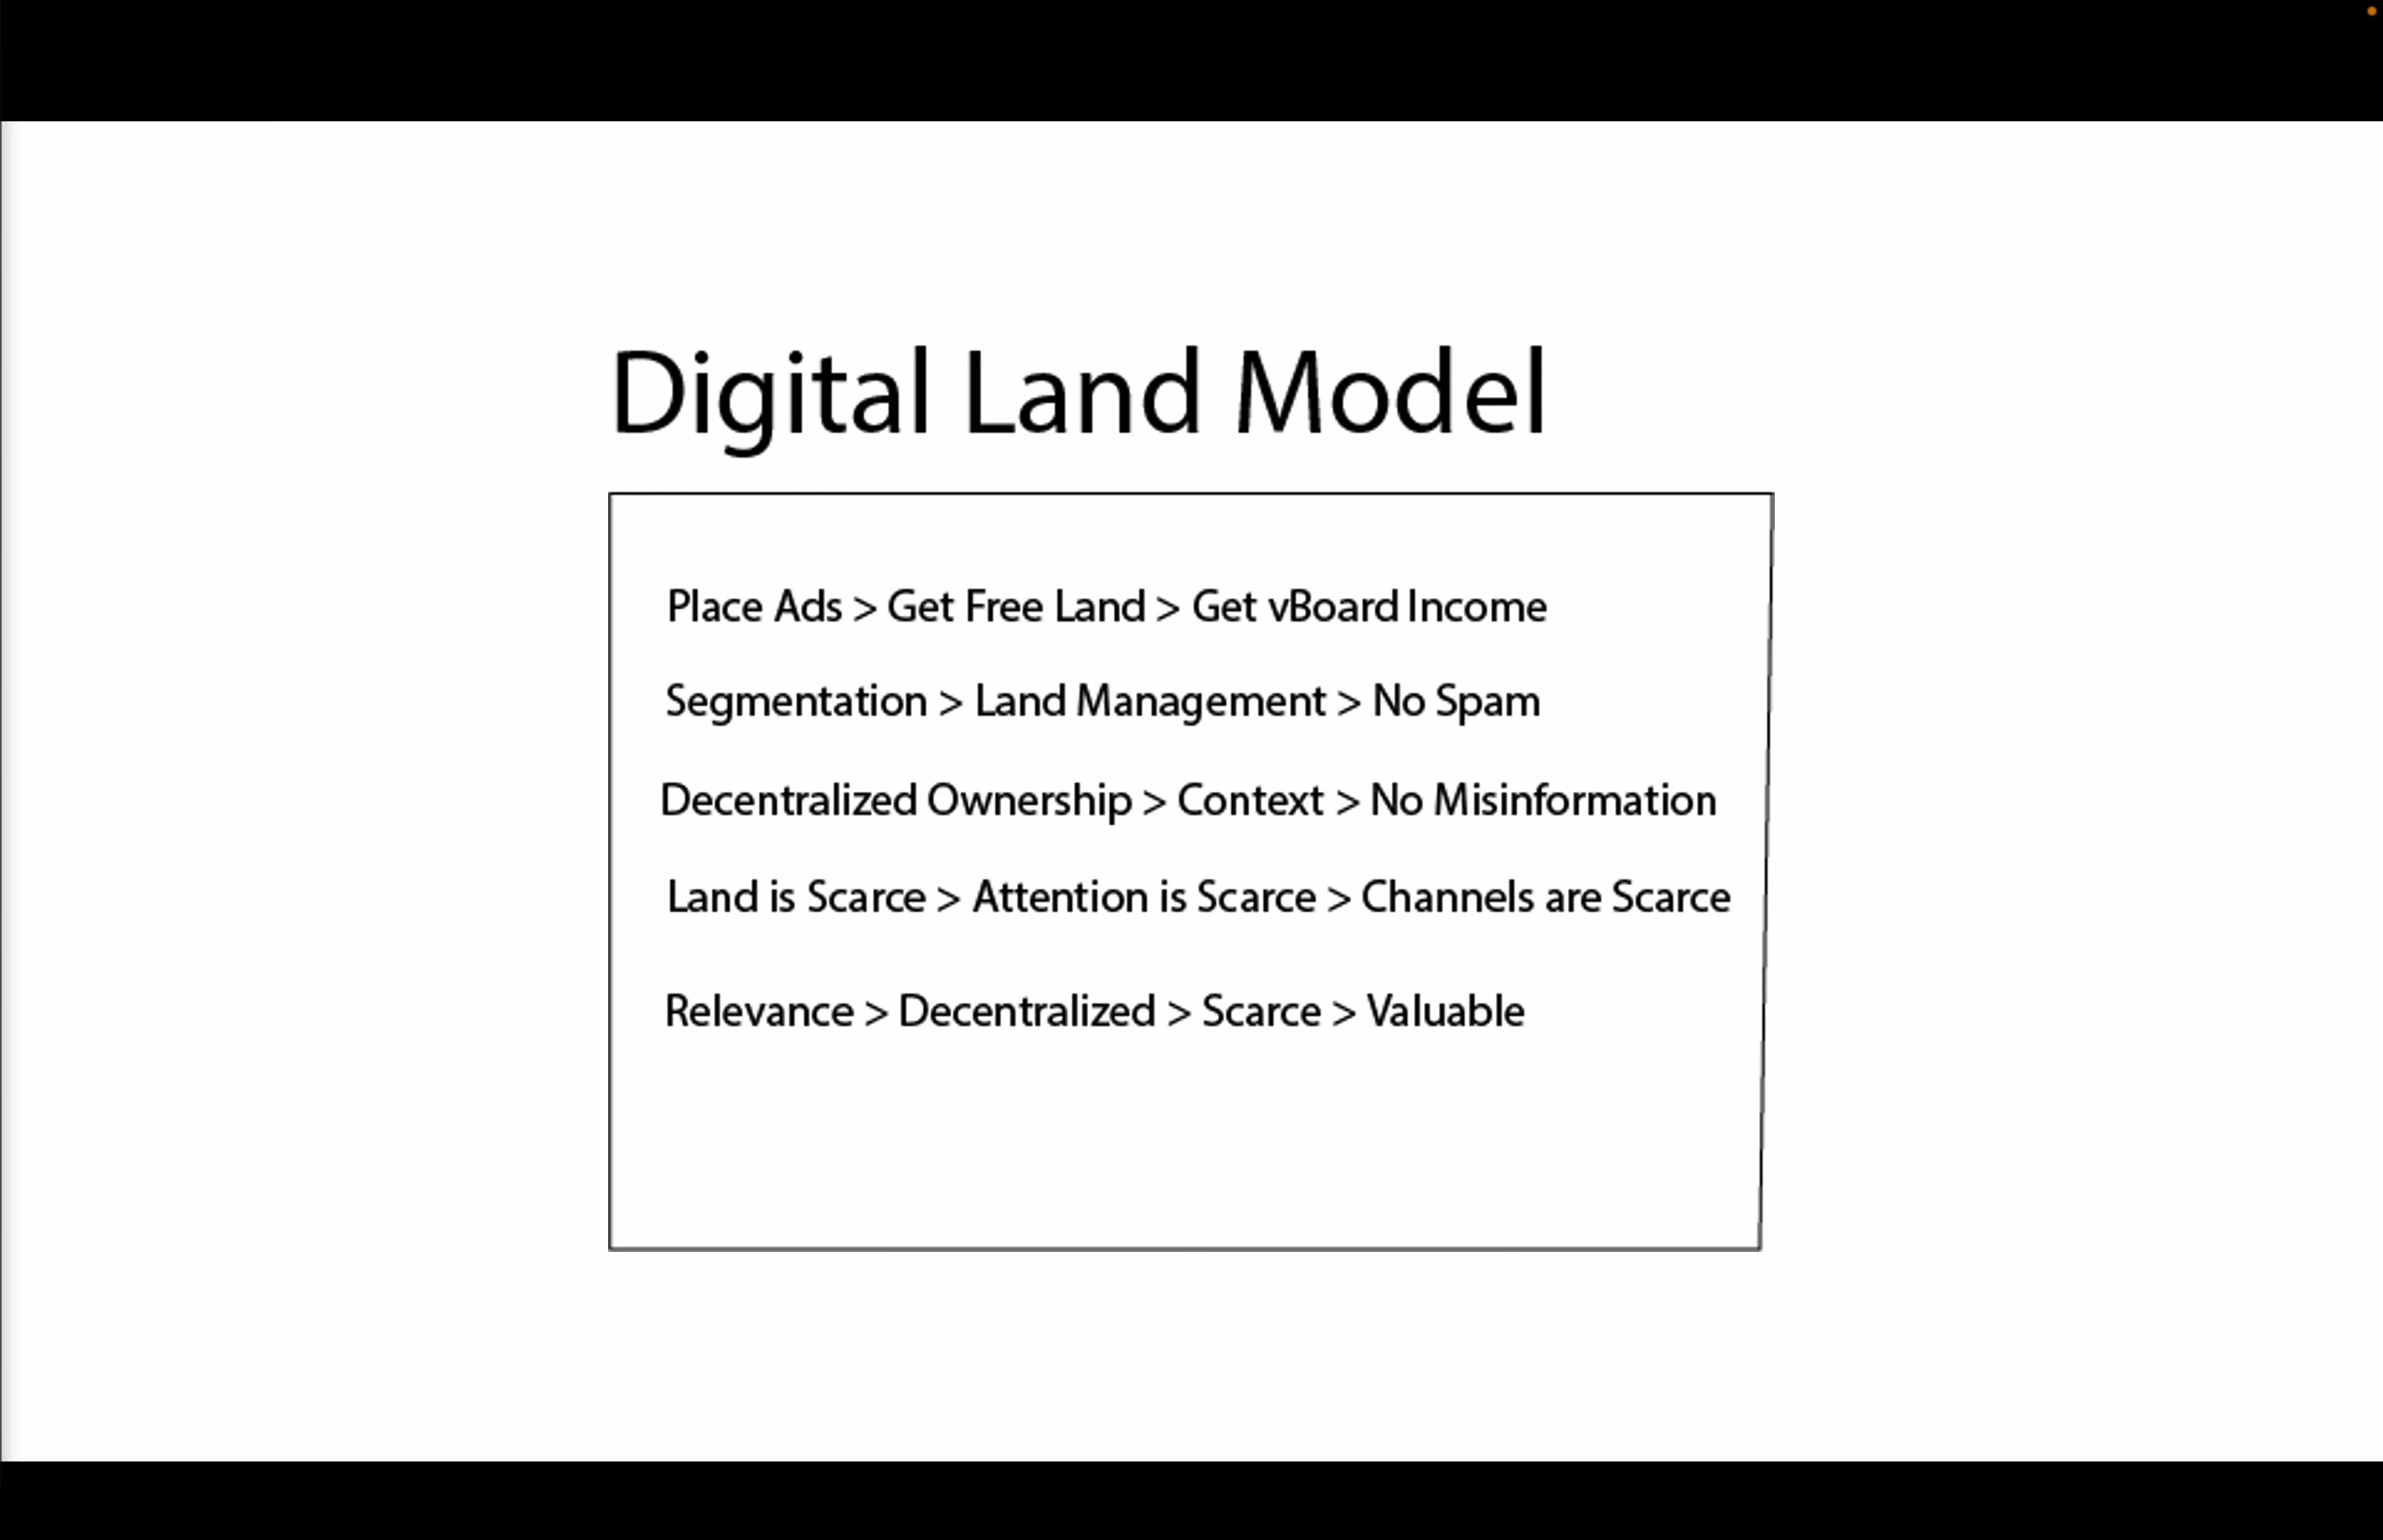 Digital Land Model
Place Ads > Get Free Land > Get vBoard Income
Segmentation > Land Management > No Spam
Decentralized Ownership > Context > No Misinformation
Land is Scarce > Attention is Scarce > Channels are Scarce
Relevance > Decentralized > Scarce > Valuable